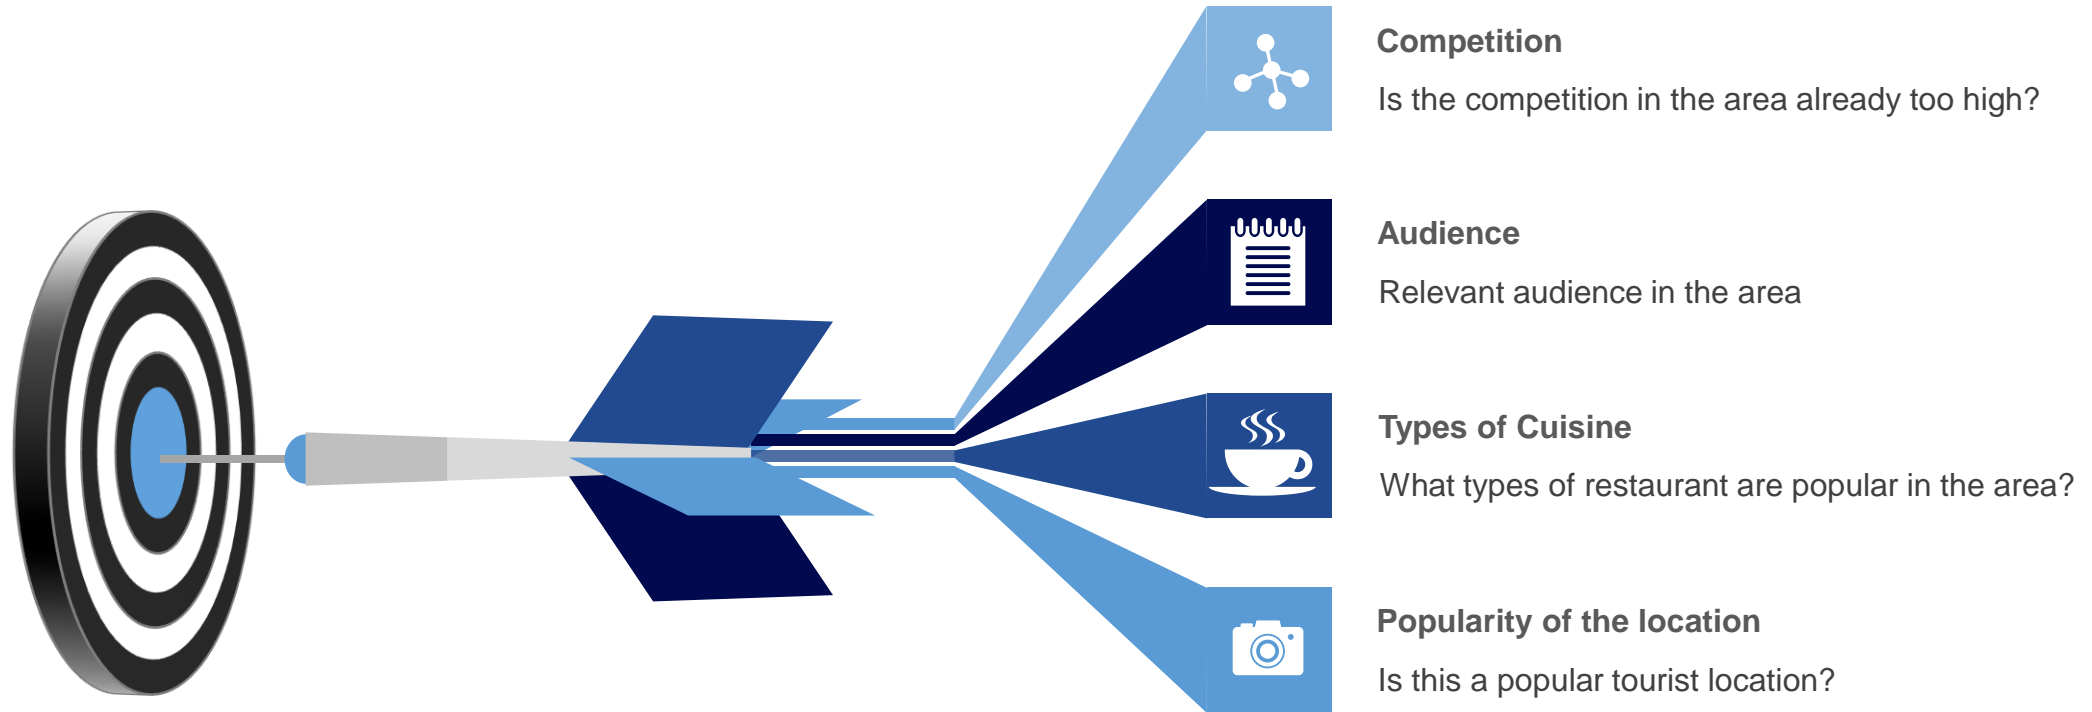 Competition
Is the competition in the area already too high?
Audience
Relevant audience in the area
Types of Cuisine
What types of restaurant are popular in the area?
Popularity of the location
Is this a popular tourist location?